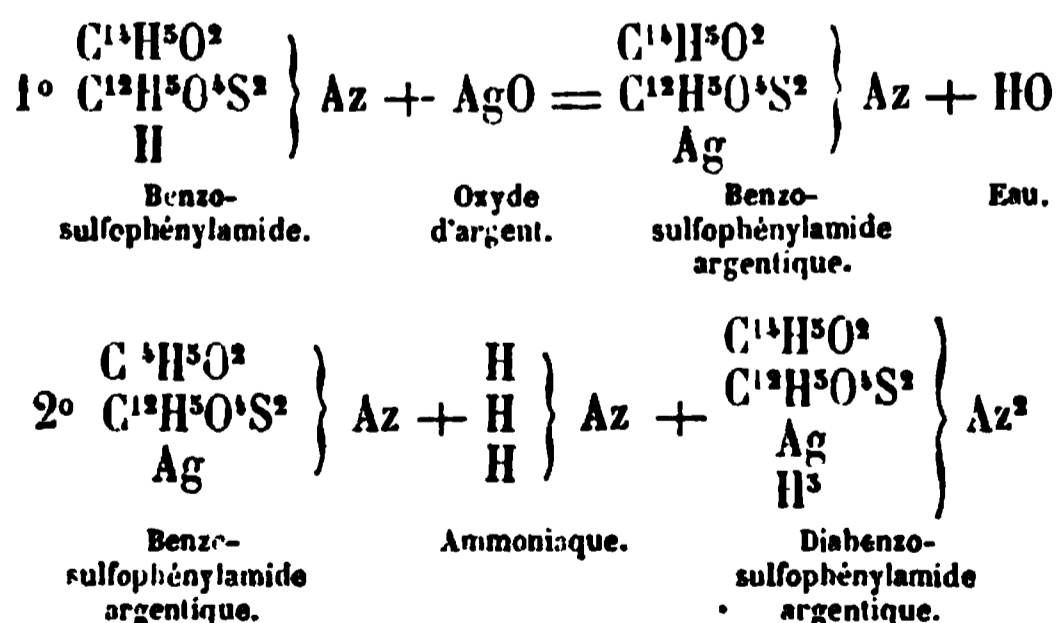 C¹⁴H⁵O²
1° C¹²H⁵O⁴S² } Az + AgO = C¹⁴H⁵O²
C¹²H⁵O⁴S² } Az + HO
H
Ag
Benzo-
sulfophénylamide.
Oxyde
d'argent.
Benzo-
sulfophénylamide
argentique.
Eau.
C ⁴H⁵O²
2° C¹²H⁵O⁴S² } Az + H
H } Az + C¹⁴H⁵O²
C¹²H⁵O⁴S² } Az²
Ag
H
Ag
H³
Benzo-
sulfophénylamide
argentique.
Ammoniaque.
Diabenzo-
sulfophénylamide
argentique.